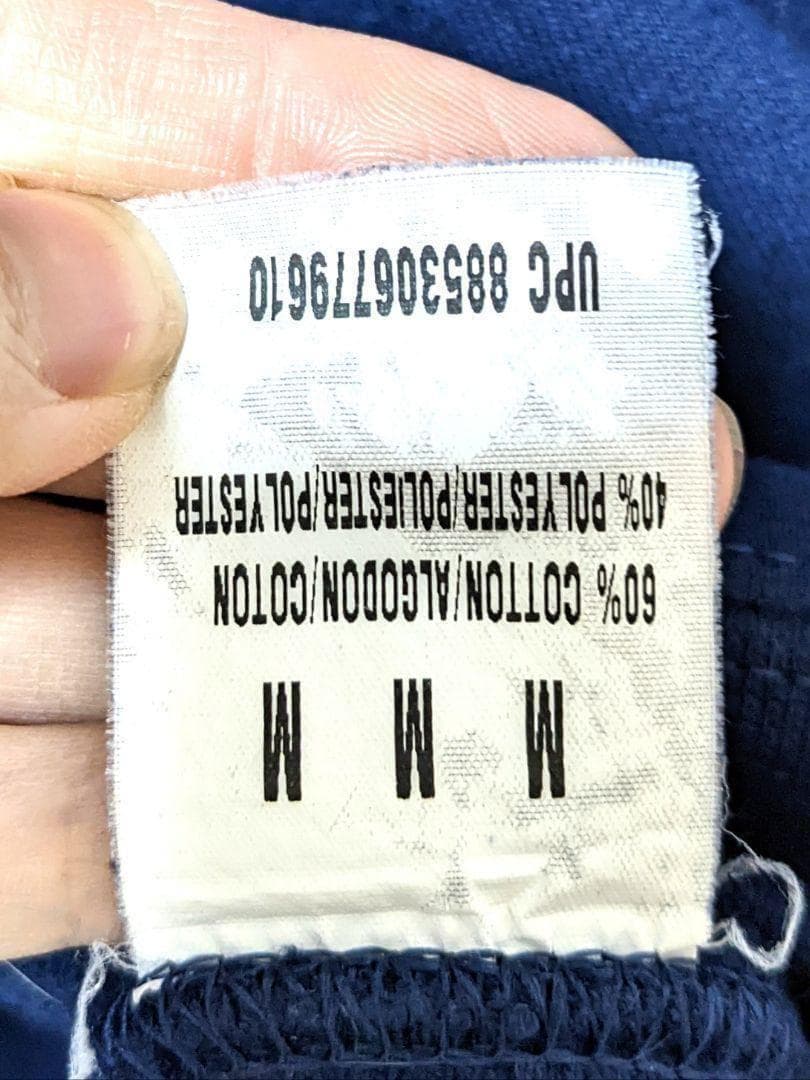 M M M
60% COTTON/ALGODON/COTON
40% POLYESTER/POLIESTER/POLYESTER
UPC 885306779610